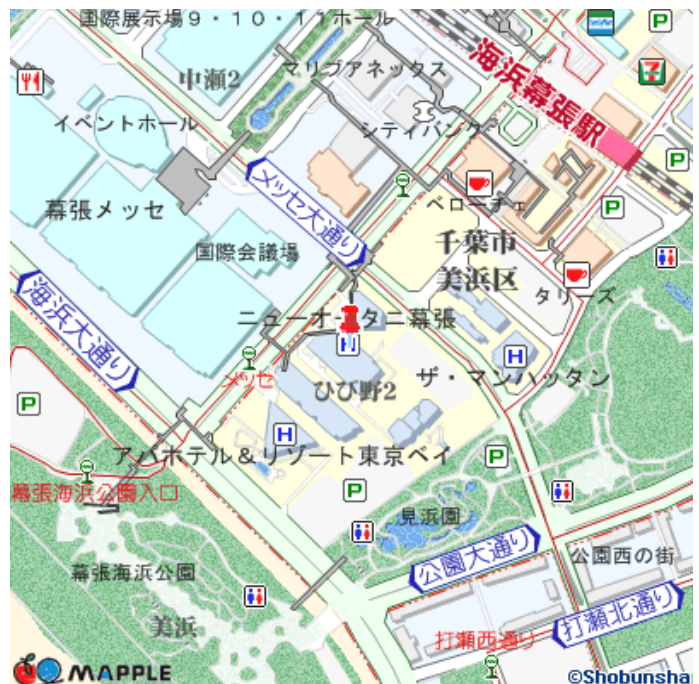 国際展示場9・10・11ホール
中瀬2
マリブアネックス
海浜幕張駅
イベントホール
シティバンク
メッセ大通り
ベローチェ
幕張メッセ
千葉市
美浜区
国際会議場
海浜大通り
タリーズ
ニューオータニ幕張
メッセ
ひび野2
ザ・マンハッタン
アパホテル&リゾート東京ベイ
幕張海浜公園入口
見浜園
公園大通り
公園西の街
幕張海浜公園
美浜
打瀬北通り
打瀬西通り
MAPPLE
©Shobunsha